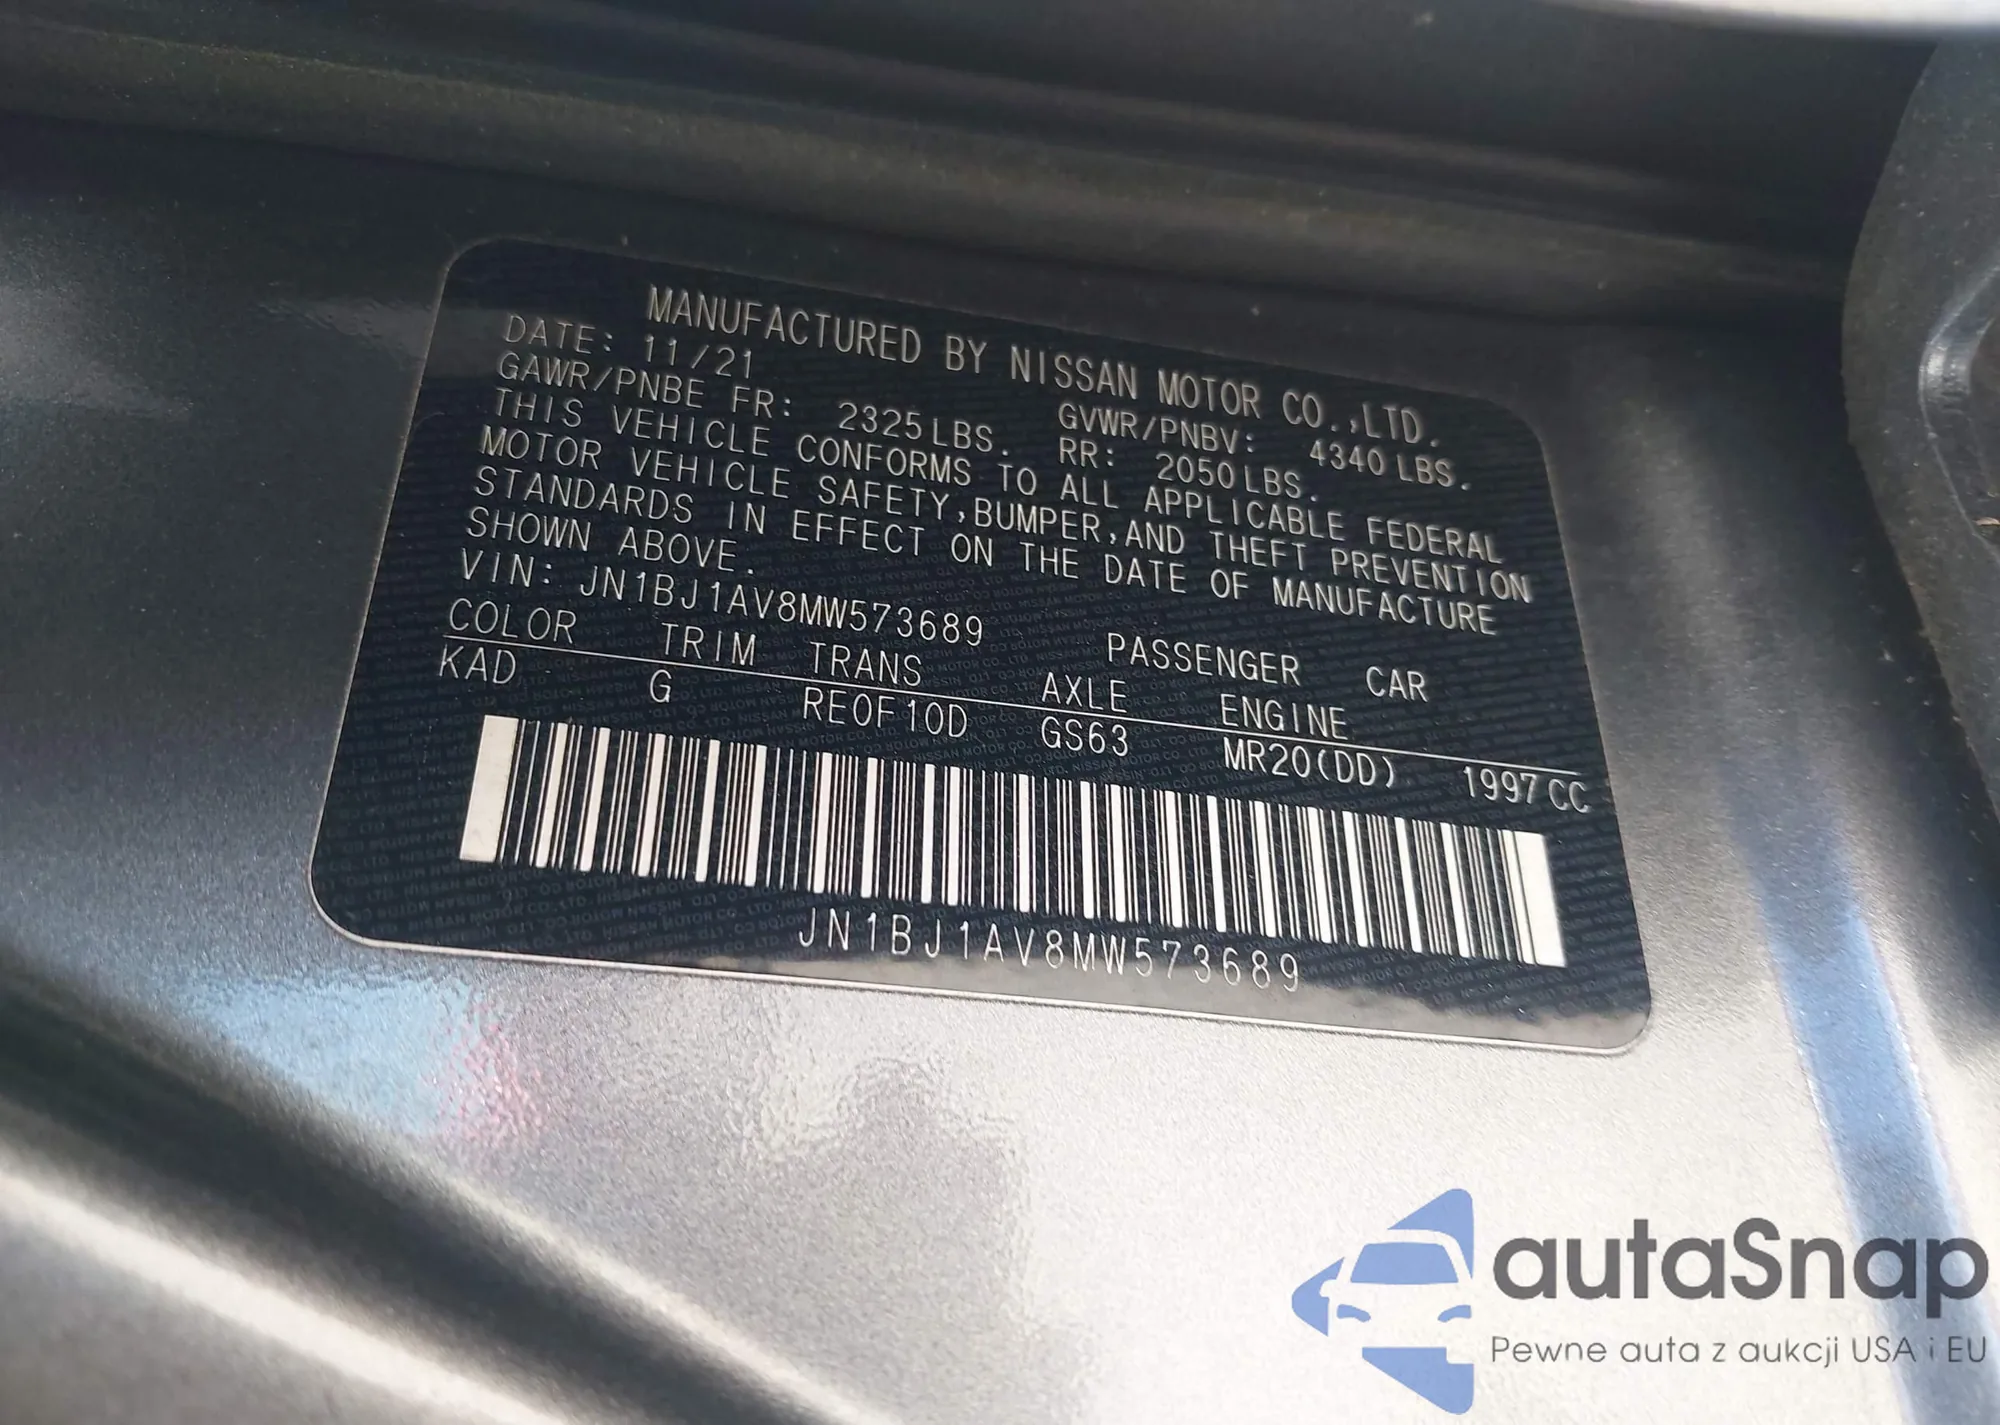 MANUFACTURED BY NISSAN MOTOR CO.,LTD.
DATE: 11/21 GVWR/PNBV: 4340 LBS.
GAWR/PNBE FR: 2325 LBS. RR: 2050 LBS.
THIS VEHICLE CONFORMS TO ALL APPLICABLE FEDERAL
MOTOR VEHICLE SAFETY,BUMPER,AND THEFT PREVENTION
STANDARDS IN EFFECT ON THE DATE OF MANUFACTURE
SHOWN ABOVE.
VIN: JN1BJ1AV8MW573689 PASSENGER CAR
COLOR TRIM TRANS AXLE ENGINE
KAD G RE0F10D GS63 MR20(DD) 1997 CC
JN1BJ1AV8MW573689
autaSnap
Pewne auta z aukcji USA i EU